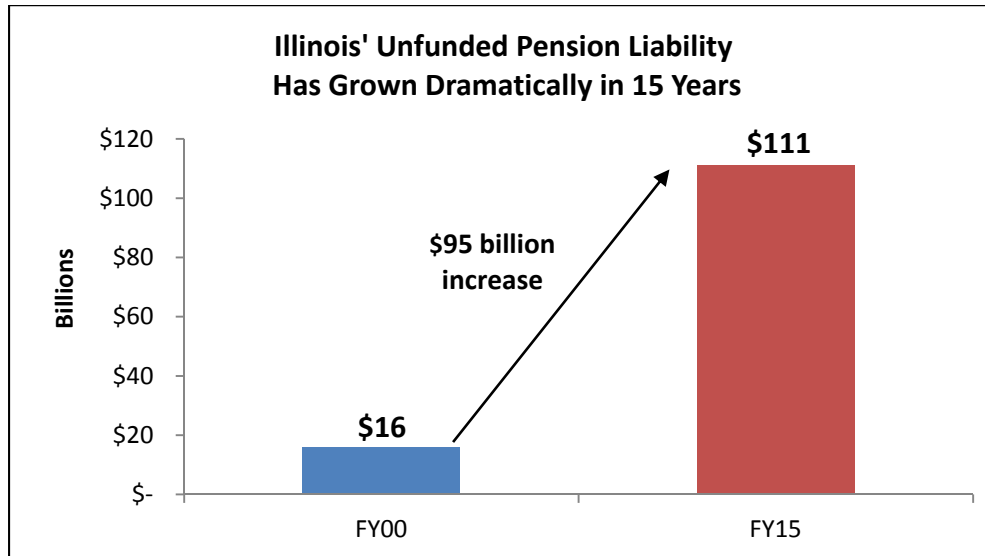 Illinois' Unfunded Pension Liability
Has Grown Dramatically in 15 Years
Billions
$120
$100
$80
$60
$40
$20
$-
$16
$95 billion
increase
$111
FY00
FY15